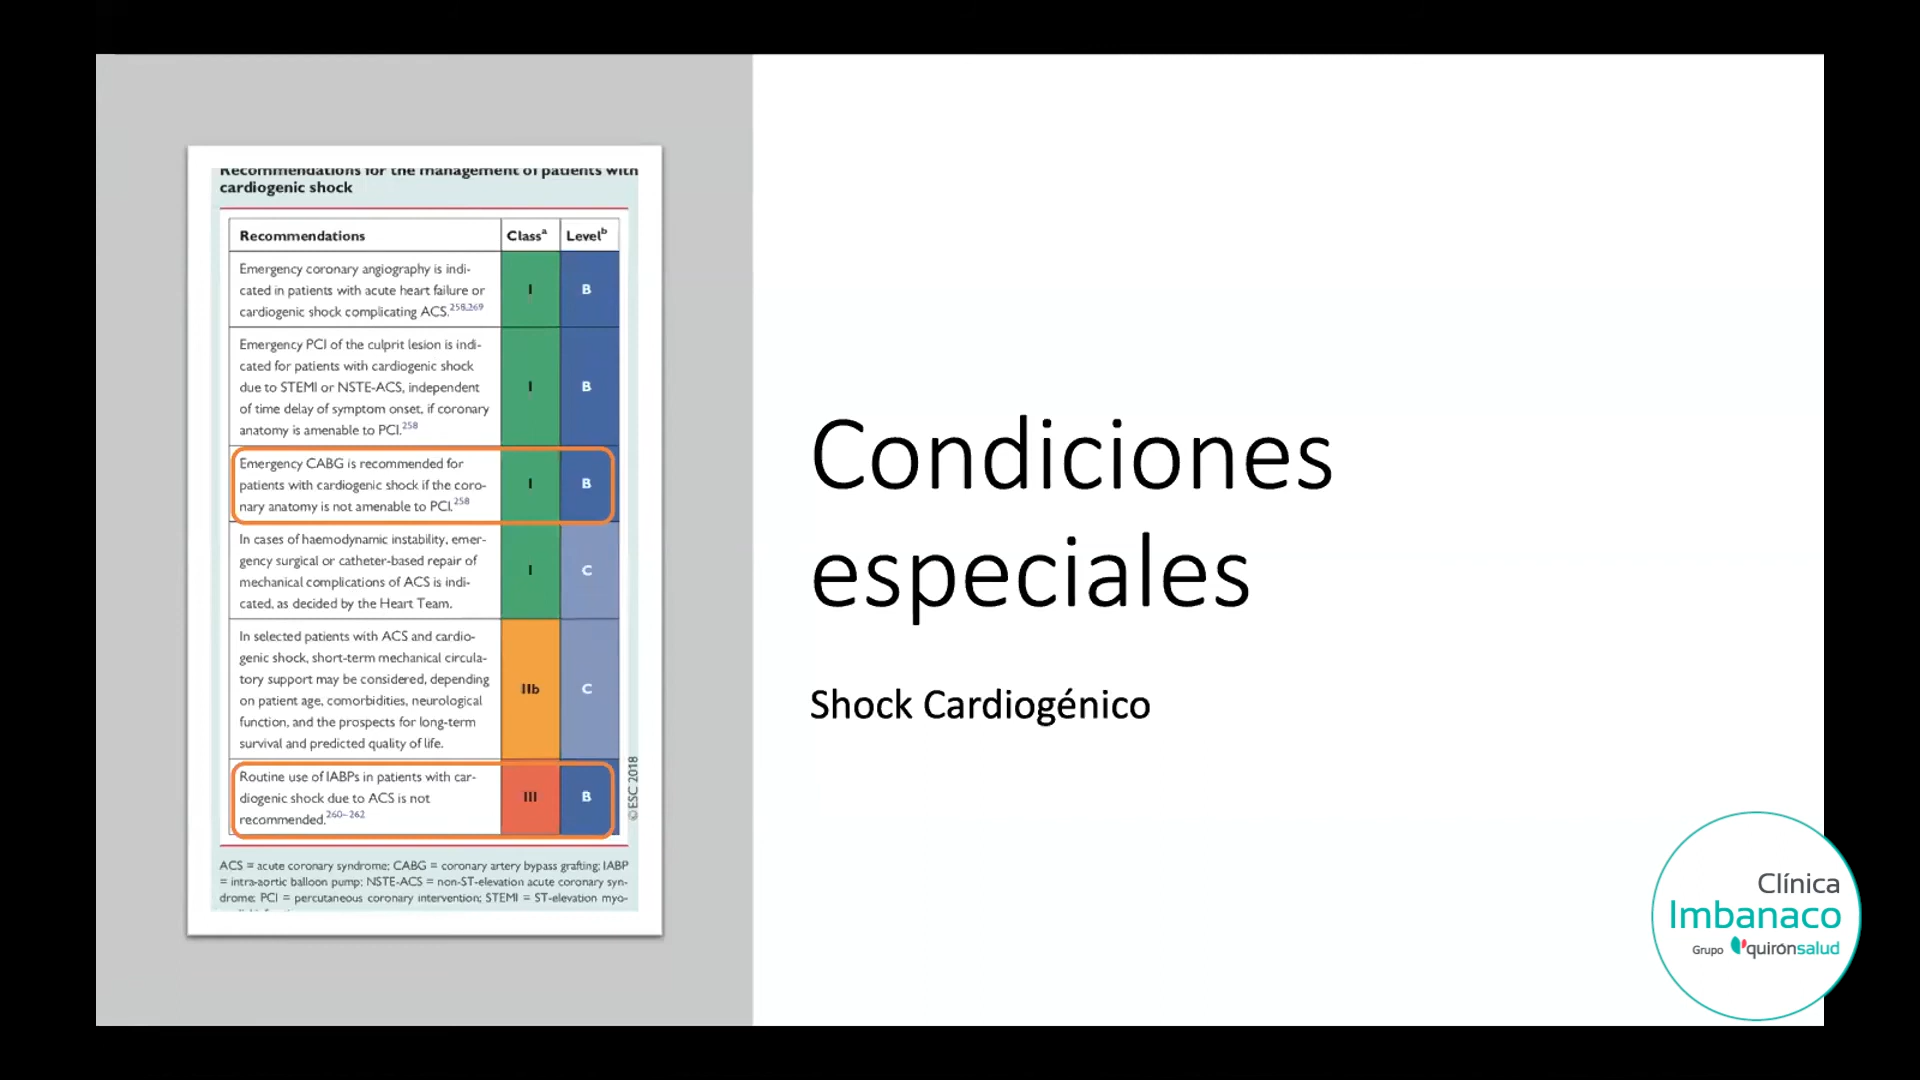 Recommendations for the management of patients with
cardiogenic shock
Recommendations Classᵃ Levelᵇ
Emergency coronary angiography is indi-
cated in patients with acute heart failure or
cardiogenic shock complicating ACS.258,269
I B
Emergency PCI of the culprit lesion is indi-
cated for patients with cardiogenic shock
due to STEMI or NSTE-ACS, independent
of time delay of symptom onset, if coronary
anatomy is amenable to PCI.258
I B
Emergency CABG is recommended for
patients with cardiogenic shock if the coro-
nary anatomy is not amenable to PCI.258
I B
In cases of haemodynamic instability, emer-
gency surgical or catheter-based repair of
mechanical complications of ACS is indi-
cated, as decided by the Heart Team.
I C
In selected patients with ACS and cardio-
genic shock, short-term mechanical circula-
tory support may be considered, depending
on patient age, comorbidities, neurological
function, and the prospects for long-term
survival and predicted quality of life.
IIb C
Routine use of IABPs in patients with car-
diogenic shock due to ACS is not
recommended.260–262
III B
©ESC 2018
ACS = acute coronary syndrome; CABG = coronary artery bypass grafting; IABP
= intra-aortic balloon pump; NSTE-ACS = non-ST-elevation acute coronary syn-
drome; PCI = percutaneous coronary intervention; STEMI = ST-elevation myo-
Condiciones
especiales
Shock Cardiogénico
Clínica
Imbanaco
Grupo quirónsalud